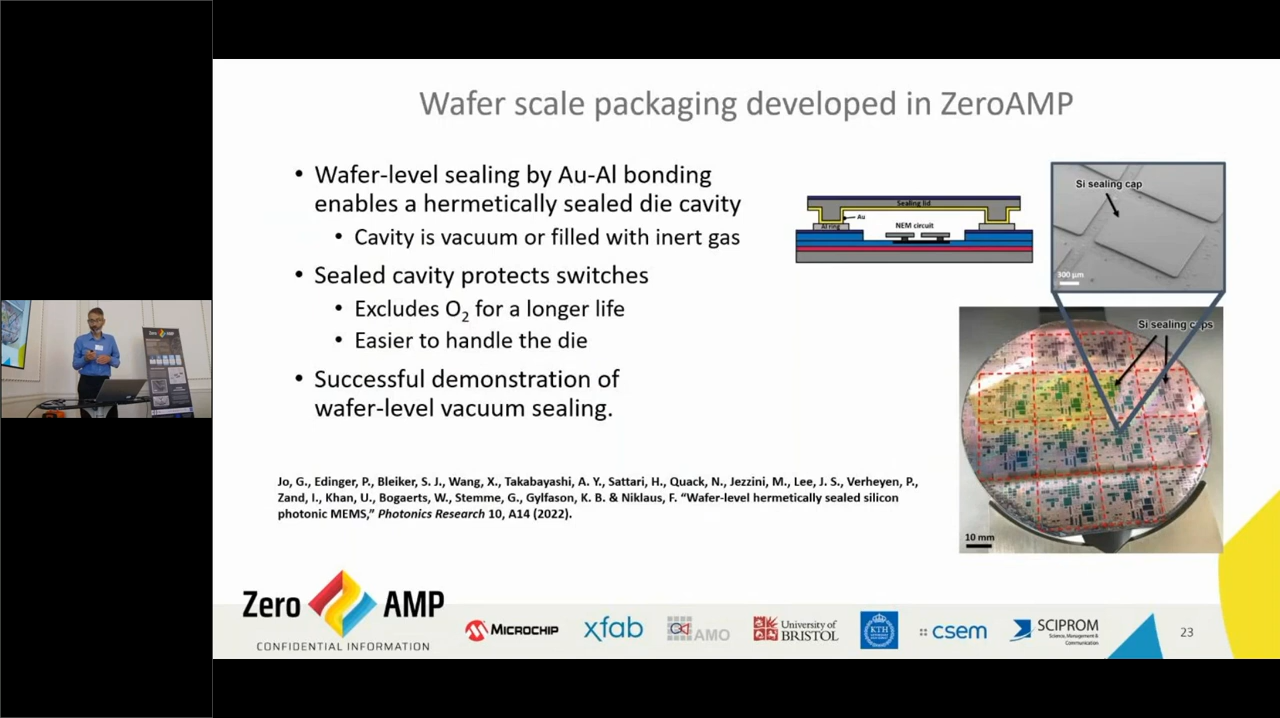 Wafer scale packaging developed in ZeroAMP
• Wafer-level sealing by Au-Al bonding
enables a hermetically sealed die cavity
• Cavity is vacuum or filled with inert gas
• Sealed cavity protects switches
• Excludes O₂ for a longer life
• Easier to handle the die
• Successful demonstration of
wafer-level vacuum sealing.
Sealing lid
Au
Al ring
NEM circuit
Si sealing cap
300 µm
Si sealing caps
10 mm
Jo, G., Edinger, P., Bleiker, S. J., Wang, X., Takabayashi, A. Y., Sattari, H., Quack, N., Jezzini, M., Lee, J. S., Verheyen, P.,
Zand, I., Khan, U., Bogaerts, W., Stemme, G., Gylfason, K. B. & Niklaus, F. “Wafer-level hermetically sealed silicon
photonic MEMS,” Photonics Research 10, A14 (2022).
Zero AMP
CONFIDENTIAL INFORMATION
MICROCHIP
xfab
AMO
University of
BRISTOL
KTH
csem
SCIPROM
Science, Management &
Communication
23
Zero AMP